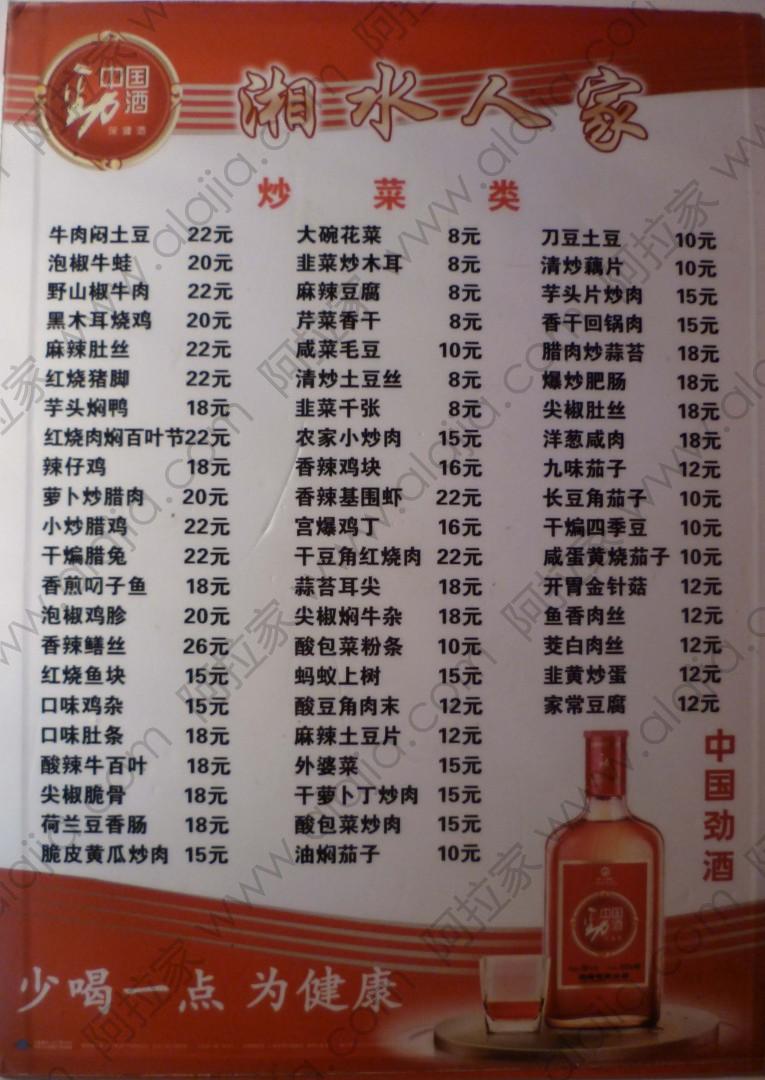 中国
劲酒
保健酒
湘水人家
炒菜类
牛肉闷土豆 22元
泡椒牛蛙 20元
野山椒牛肉 22元
黑木耳烧鸡 20元
麻辣肚丝 22元
红烧猪脚 22元
芋头焖鸭 18元
红烧肉焖百叶节22元
辣仔鸡 18元
萝卜炒腊肉 20元
小炒腊鸡 22元
干煸腊兔 22元
香煎叼子鱼 18元
泡椒鸡胗 20元
香辣鳝丝 26元
红烧鱼块 15元
口味鸡杂 15元
口味肚条 18元
酸辣牛百叶 18元
尖椒脆骨 18元
荷兰豆香肠 18元
脆皮黄瓜炒肉 15元
大碗花菜 8元
韭菜炒木耳 8元
麻辣豆腐 8元
芹菜香干 8元
咸菜毛豆 10元
清炒土豆丝 8元
韭菜千张 8元
农家小炒肉 15元
香辣鸡块 16元
香辣基围虾 22元
宫爆鸡丁 16元
干豆角红烧肉 22元
蒜苔耳尖 18元
尖椒焖牛杂 18元
酸包菜粉条 10元
蚂蚁上树 15元
酸豆角肉末 12元
麻辣土豆片 12元
外婆菜 15元
干萝卜丁炒肉 15元
酸包菜炒肉 15元
油焖茄子 10元
刀豆土豆 10元
清炒藕片 10元
芋头片炒肉 15元
香干回锅肉 15元
腊肉炒蒜苔 18元
爆炒肥肠 18元
尖椒肚丝 18元
洋葱咸肉 18元
九味茄子 12元
长豆角茄子 10元
干煸四季豆 10元
咸蛋黄烧茄子 10元
开胃金针菇 12元
鱼香肉丝 12元
茭白肉丝 12元
韭黄炒蛋 12元
家常豆腐 12元
中国劲酒
中国
劲酒
少喝一点 为健康
阿拉家 www.alajia.com